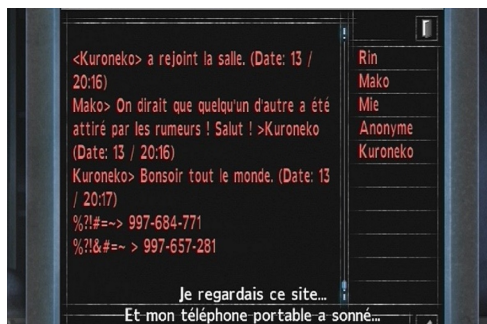 <Kuroneko> a rejoint la salle. (Date: 13 /
20:16)
Mako> On dirait que quelqu'un d'autre a été
attiré par les rumeurs ! Salut ! >Kuroneko
(Date: 13 / 20:16)
Kuroneko> Bonsoir tout le monde. (Date: 13
/ 20:17)
%?!#=~> 997-684-771
%?!&#=~ > 997-657-281
Rin
Mako
Mie
Anonyme
Kuroneko
Je regardais ce site...
Et mon téléphone portable a sonné...